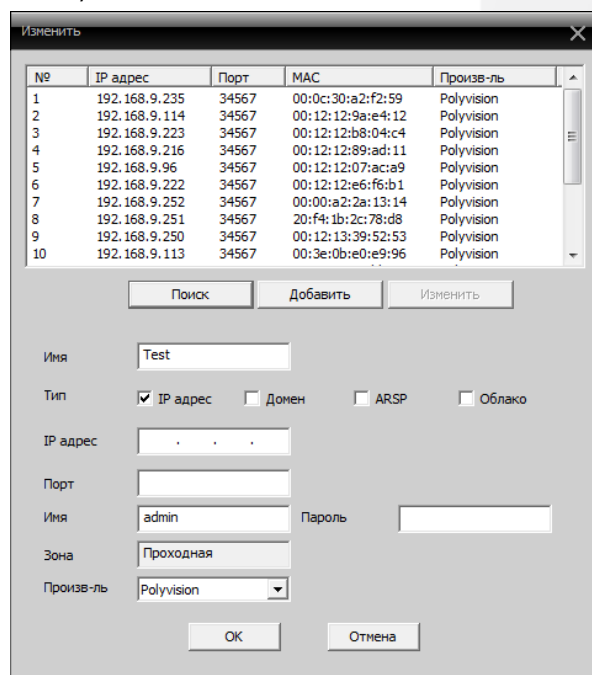 Изменить
№ IP адрес Порт MAC Произв-ль
1 192.168.9.235 34567 00:0c:30:a2:f2:59 Polyvision
2 192.168.9.114 34567 00:12:12:9a:e4:12 Polyvision
3 192.168.9.223 34567 00:12:12:b8:04:c4 Polyvision
4 192.168.9.216 34567 00:12:12:89:ad:11 Polyvision
5 192.168.9.96 34567 00:12:12:07:ac:a9 Polyvision
6 192.168.9.222 34567 00:12:12:e6:f6:b1 Polyvision
7 192.168.9.252 34567 00:00:a2:2a:13:14 Polyvision
8 192.168.9.251 34567 20:f4:1b:2c:78:d8 Polyvision
9 192.168.9.250 34567 00:12:13:39:52:53 Polyvision
10 192.168.9.113 34567 00:3e:0b:e0:e9:96 Polyvision
Поиск Добавить Изменить
Имя Test
Тип IP адрес Домен ARSP Облако
IP адрес . . .
Порт
Имя admin Пароль
Зона Проходная
Произв-ль Polyvision
OK Отмена